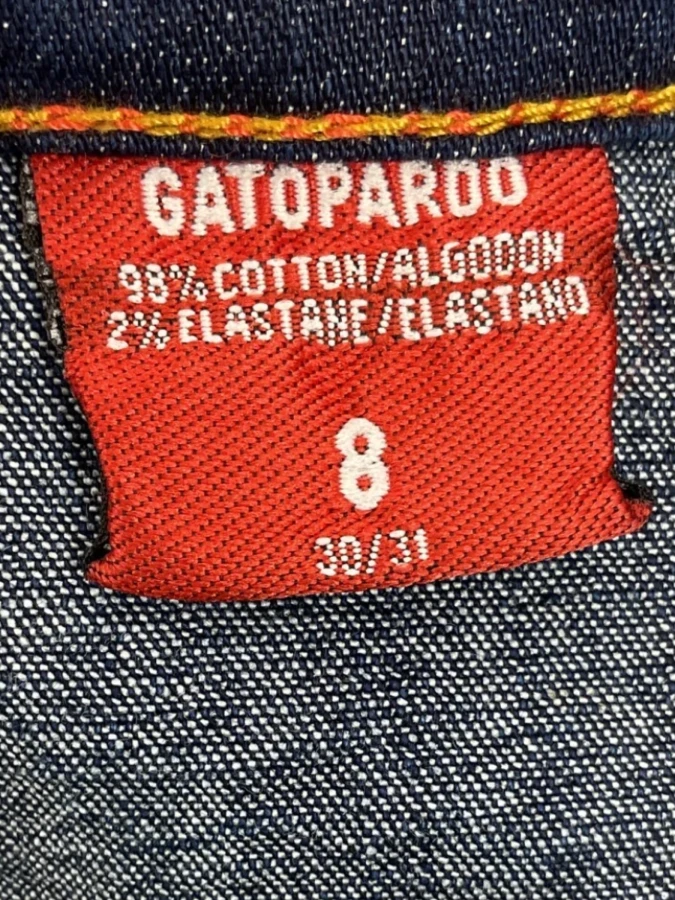 GATOPARDO
98% COTTON/ALGODON
2% ELASTANE/ELASTANO
8
30/31